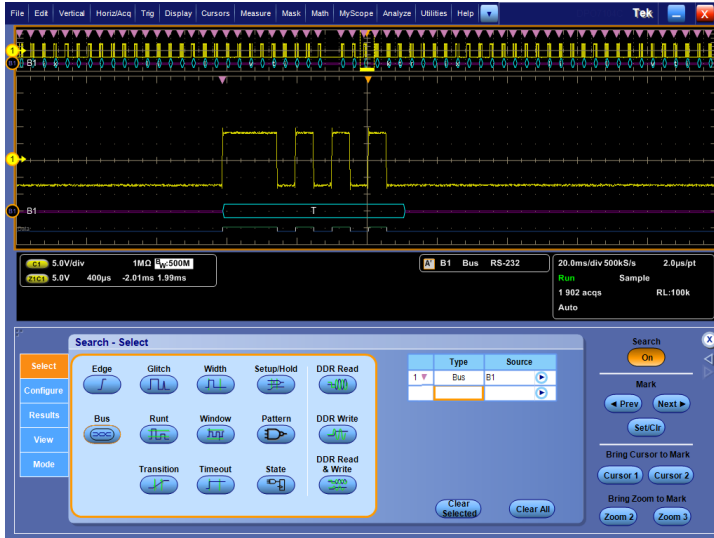 File Edit Vertical Horiz/Acq Trig Display Cursors Measure Mask Math MyScope Analyze Utilities Help Tek X
1
B1 B1
1
B1 B1 T
C1 5.0V/div 1MΩ BW:500M
Z1C1 5.0V 400µs -2.01ms 1.99ms
A' B1 Bus RS-232
20.0ms/div 500kS/s 2.0µs/pt
Run Sample
1 902 acqs RL:100k
Auto
Search - Select
Select
Configure
Results
View
Mode
Edge Glitch Width Setup/Hold DDR Read
Bus Runt Window Pattern DDR Write
Transition Timeout State DDR Read & Write
Type Source
1 Bus B1
Clear Selected
Clear All
Search
On
X
Mark
Prev Next
Set/Clr
Bring Cursor to Mark
Cursor 1 Cursor 2
Bring Zoom to Mark
Zoom 2 Zoom 3